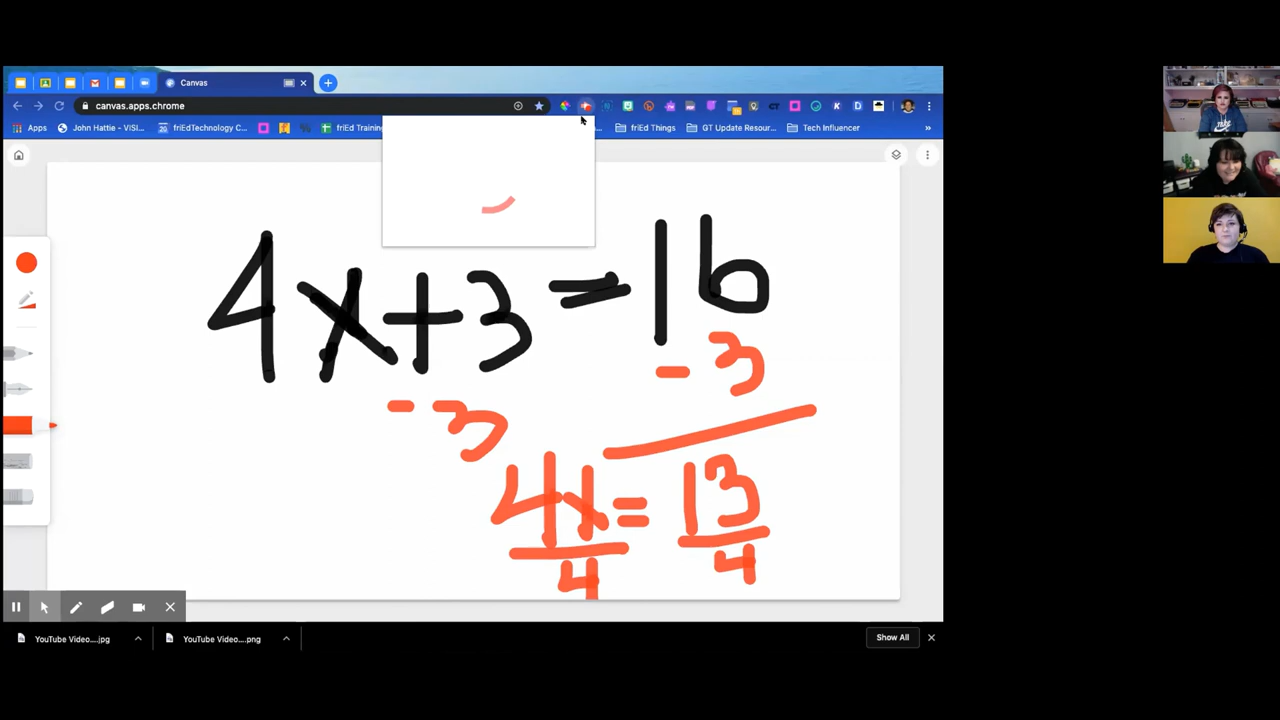 Canvas
canvas.apps.chrome
Apps
John Hattie - VISI...
friEdTechnology C...
friEd Training
friEd Things
GT Update Resour...
Tech Influencer
»
4x+3=16
-3 -3
4x = 13
4 4
YouTube Video....jpg
YouTube Video....png
Show All